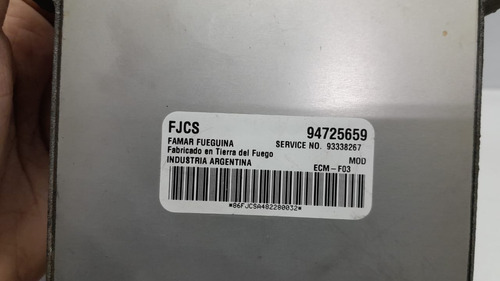 FJCS 94725659
FAMAR FUEGUINA SERVICE NO. 93338267
Fabricado en Tierra del Fuego MOD
INDUSTRIA ARGENTINA ECM-F03
*86FJCSA482280032*